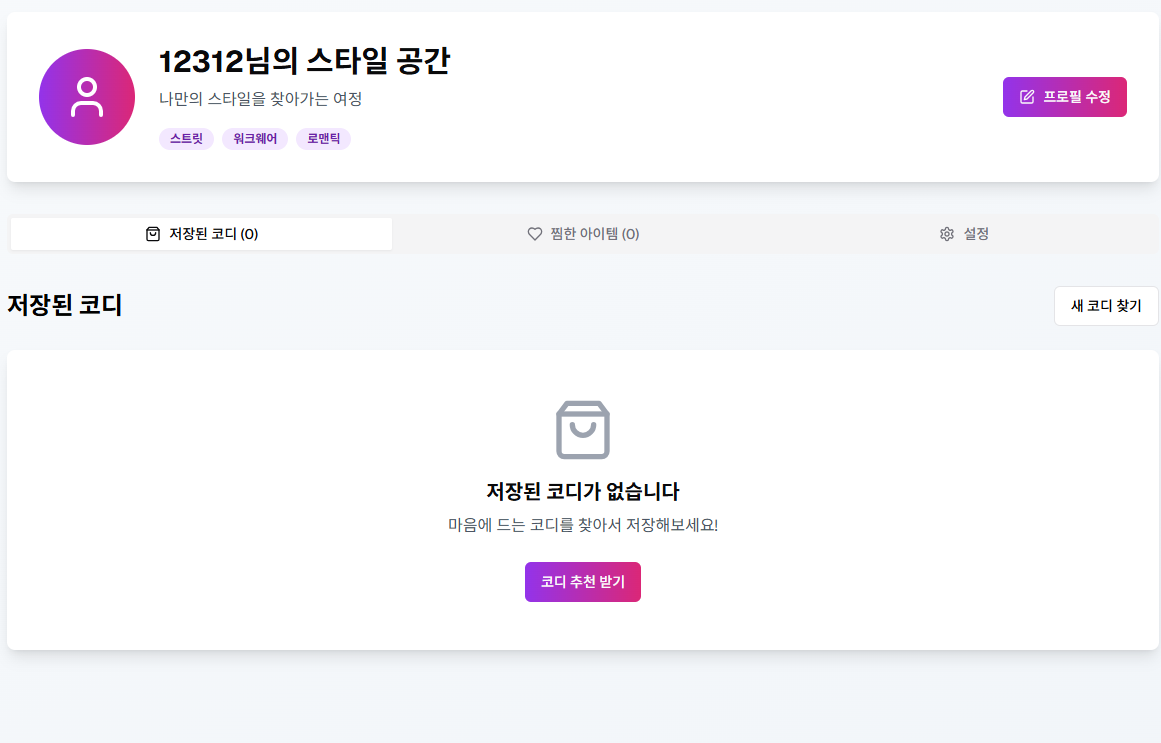 12312님의 스타일 공간
나만의 스타일을 찾아가는 여정
스트릿 워크웨어 로맨틱
프로필 수정
저장된 코디 (0) 찜한 아이템 (0) 설정
저장된 코디
새 코디 찾기
저장된 코디가 없습니다
마음에 드는 코디를 찾아서 저장해보세요!
코디 추천 받기